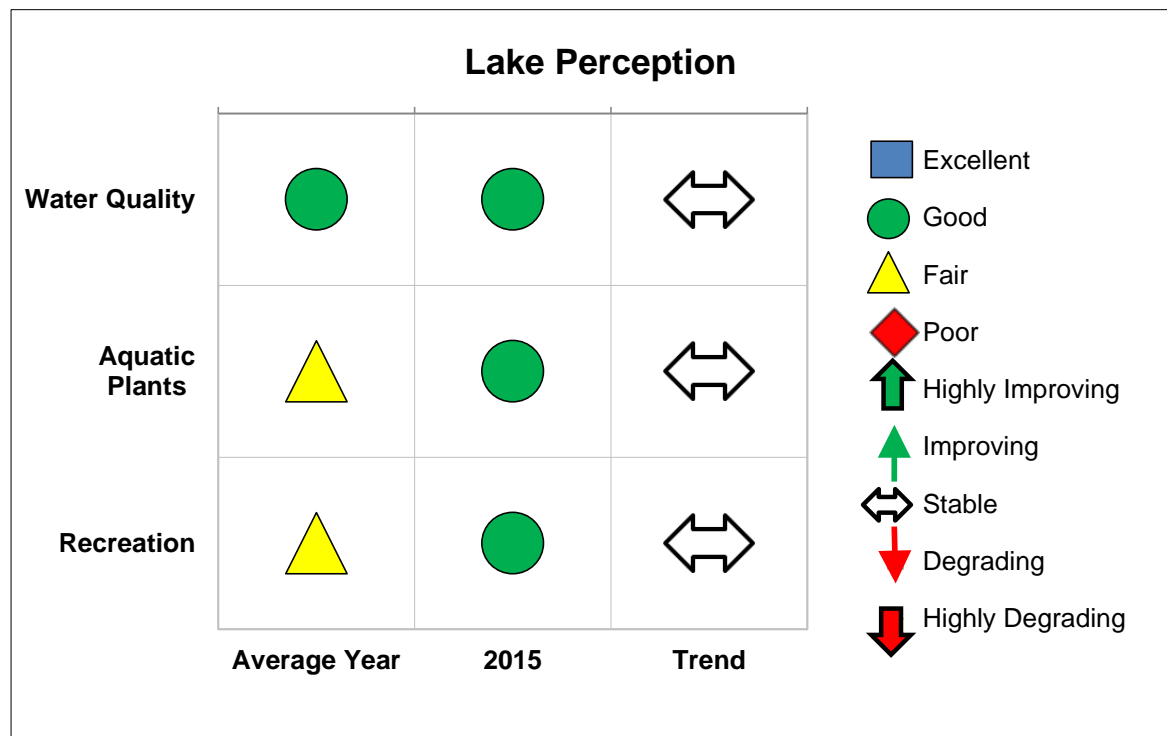 Lake Perception
Water Quality
Aquatic
Plants
Recreation
Average Year
2015
Trend
Excellent
Good
Fair
Poor
Highly Improving
Improving
Stable
Degrading
Highly Degrading